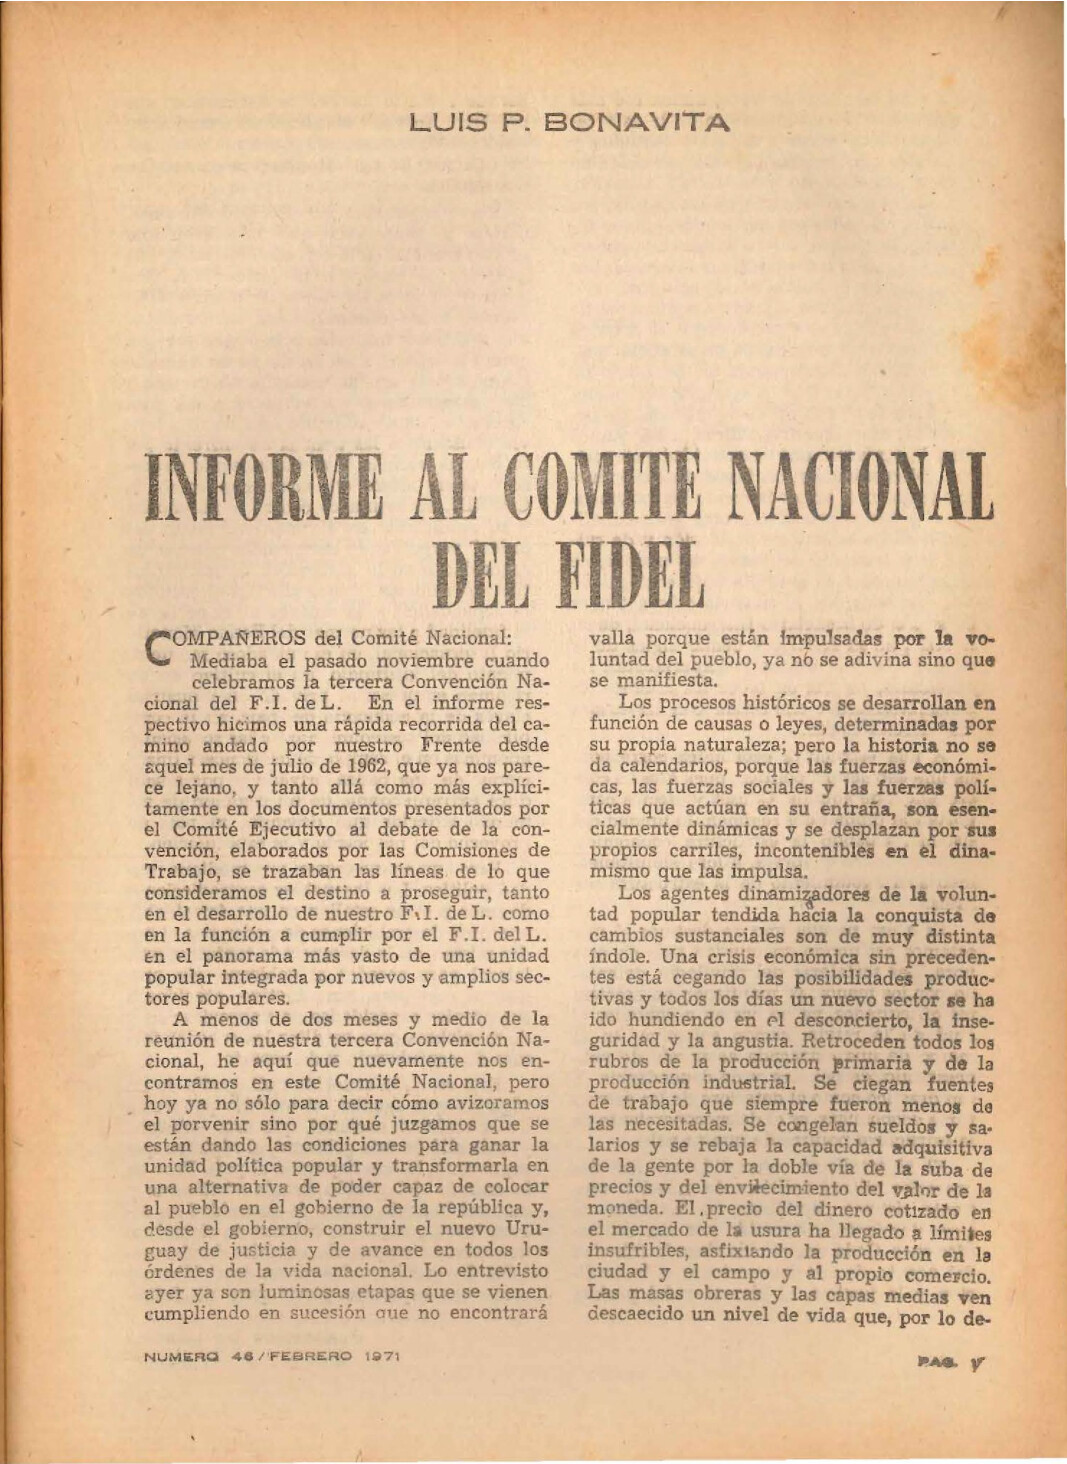 LUIS P. BONAVITA
INFORME AL COMITE NACIONAL
DEL FIDEL
COMPAÑEROS del Comité Nacional:
Mediaba el pasado noviembre cuando
celebramos la tercera Convención Na-
cional del F.I. de L. En el informe res-
pectivo hicimos una rápida recorrida del ca-
mino andado por nuestro Frente desde
aquel mes de julio de 1962, que ya nos pare-
ce lejano, y tanto allá como más explíci-
tamente en los documentos presentados por
el Comité Ejecutivo al debate de la con-
vención, elaborados por las Comisiones de
Trabajo, se trazaban las líneas de lo que
consideramos el destino a proseguir, tanto
en el desarrollo de nuestro F.I. de L. como
en la función a cumplir por el F.I. del L.
en el panorama más vasto de una unidad
popular integrada por nuevos y amplios sec-
tores populares.
A menos de dos meses y medio de la
reunión de nuestra tercera Convención Na-
cional, he aquí que nuevamente nos en-
contramos en este Comité Nacional, pero
hoy ya no sólo para decir cómo avizoramos
el porvenir sino por qué juzgamos que se
están dando las condiciones para ganar la
unidad política popular y transformarla en
una alternativa de poder capaz de colocar
al pueblo en el gobierno de la república y,
desde el gobierno, construir el nuevo Uru-
guay de justicia y de avance en todos los
órdenes de la vida nacional. Lo entrevisto
ayer ya son luminosas etapas que se vienen
cumpliendo en sucesión que no encontrará
valla porque están impulsadas por la vo-
luntad del pueblo, ya no se adivina sino que
se manifiesta.
Los procesos históricos se desarrollan en
función de causas o leyes, determinadas por
su propia naturaleza; pero la historia no se
da calendarios, porque las fuerzas económi-
cas, las fuerzas sociales y las fuerzas polí-
ticas que actúan en su entraña, son esen-
cialmente dinámicas y se desplazan por sus
propios carriles, incontenibles en el dina-
mismo que las impulsa.
Los agentes dinamizadores de la volun-
tad popular tendida hacia la conquista de
cambios sustanciales son de muy distinta
índole. Una crisis económica sin preceden-
tes está cegando las posibilidades produc-
tivas y todos los días un nuevo sector se ha
ido hundiendo en el desconcierto, la inse-
guridad y la angustia. Retroceden todos los
rubros de la producción primaria y de la
producción industrial. Se ciegan fuentes
de trabajo que siempre fueron menos de
las necesitadas. Se congelan sueldos y sa-
larios y se rebaja la capacidad adquisitiva
de la gente por la doble vía de la suba de
precios y del envilecimiento del valor de la
moneda. El precio del dinero cotizado en
el mercado de la usura ha llegado a límites
insufribles, asfixiando la producción en la
ciudad y el campo y al propio comercio.
Las masas obreras y las capas medias ven
descaecido un nivel de vida que, por lo de-
NUMERO 46 / FEBRERO 1971
PAG. V